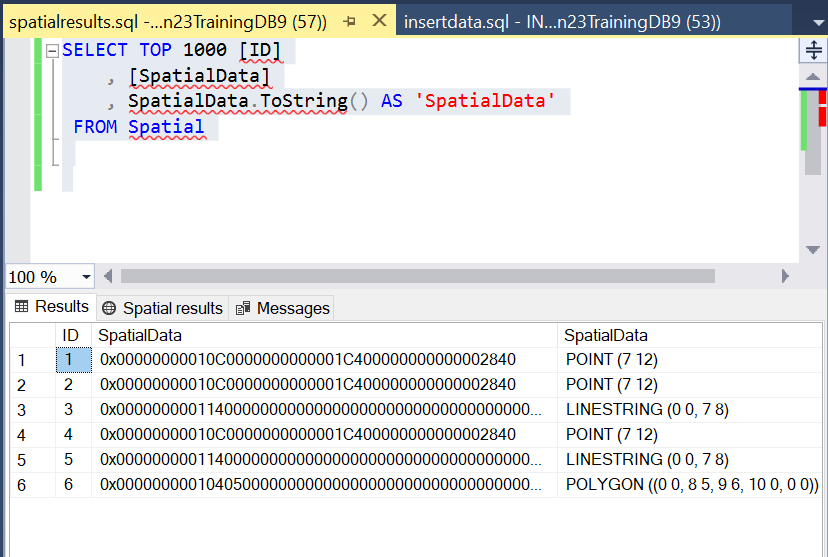 spatialresults.sql -...n23TrainingDB9 (57)) insertdata.sql - IN...n23TrainingDB9 (53))
SELECT TOP 1000 [ID]
, [SpatialData]
, SpatialData.ToString() AS 'SpatialData'
FROM Spatial
100 %
Results Spatial results Messages
ID SpatialData SpatialData
1 1 0x00000000010C0000000000001C400000000000002840 POINT (7 12)
2 2 0x00000000010C0000000000001C400000000000002840 POINT (7 12)
3 3 0x000000000114000000000000000000000000000000000... LINESTRING (0 0, 7 8)
4 4 0x00000000010C0000000000001C400000000000002840 POINT (7 12)
5 5 0x000000000114000000000000000000000000000000000... LINESTRING (0 0, 7 8)
6 6 0x000000000104050000000000000000000000000000000... POLYGON ((0 0, 8 5, 9 6, 10 0, 0 0))